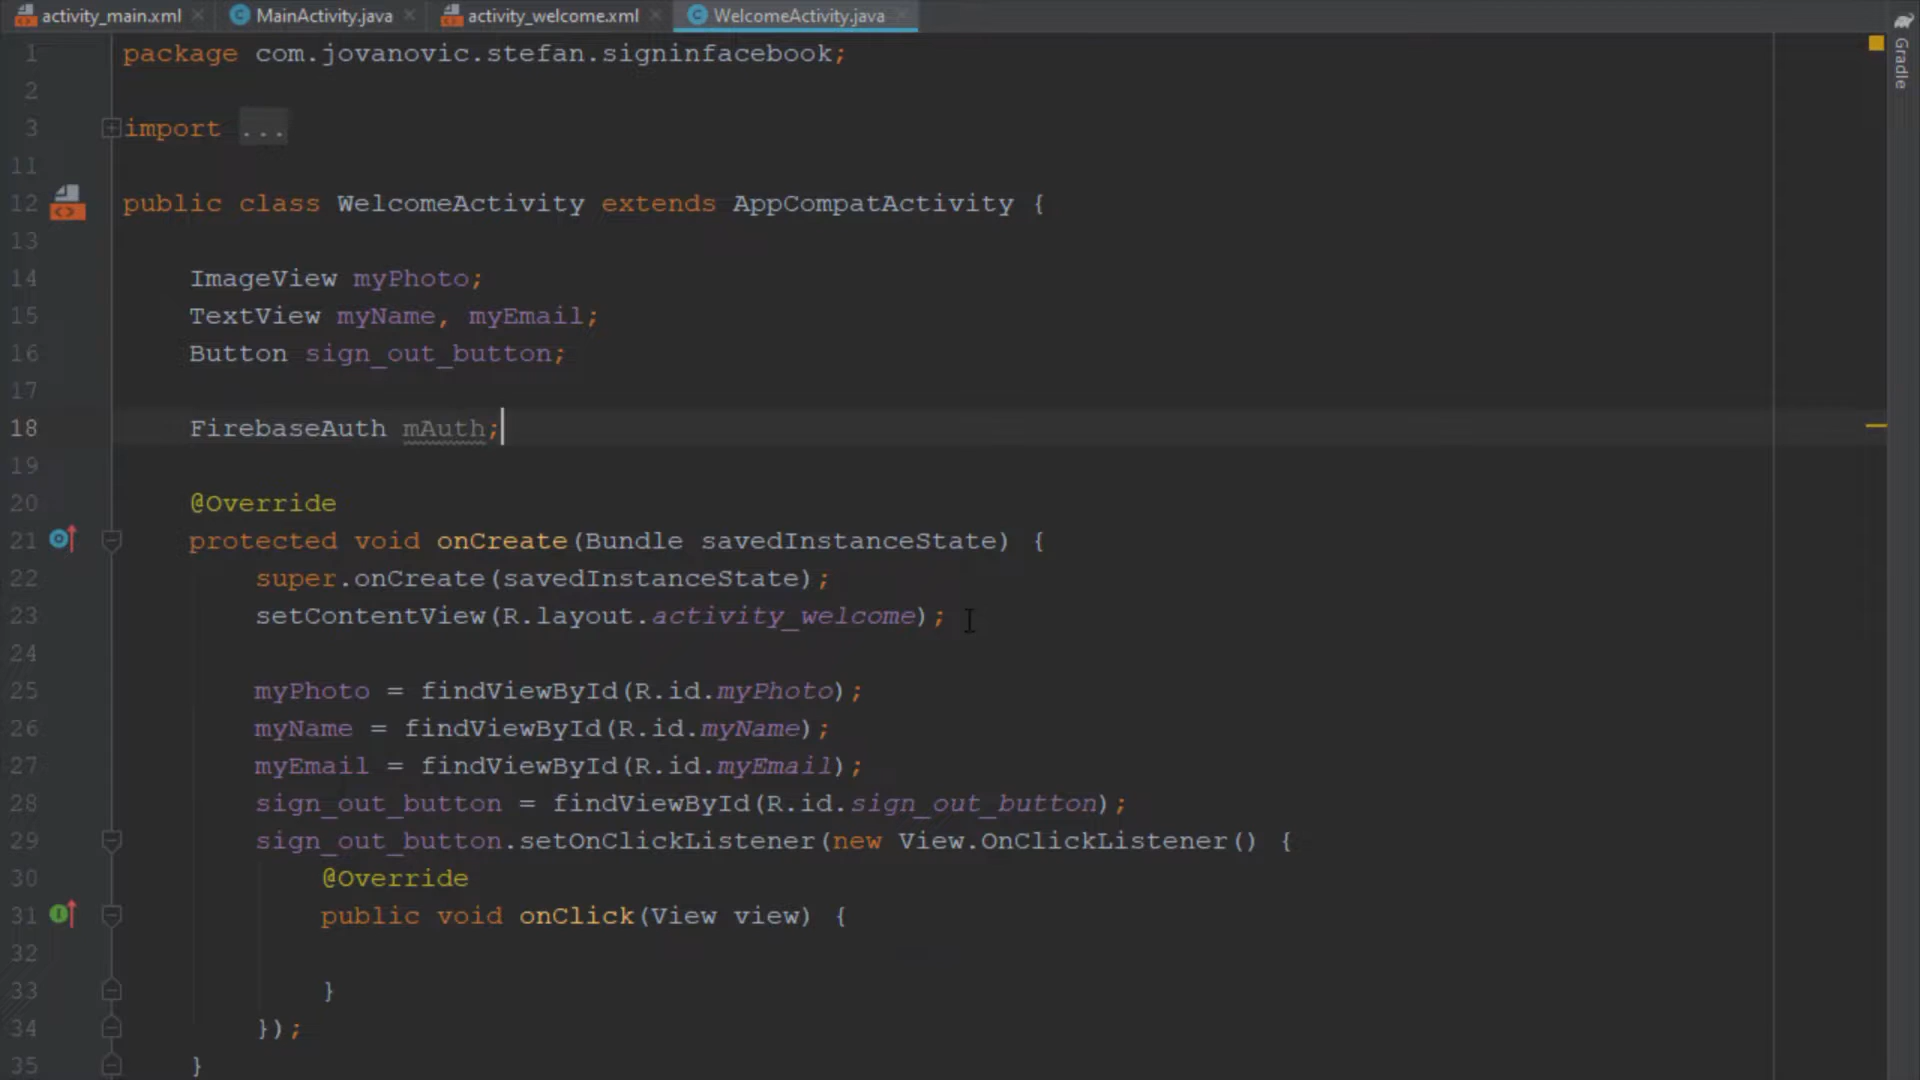 activity_main.xml MainActivity.java activity_welcome.xml WelcomeActivity.java
Gradle
1 package com.jovanovic.stefan.signinfacebook;
2
3 import ...
11
12 public class WelcomeActivity extends AppCompatActivity {
13
14 ImageView myPhoto;
15 TextView myName, myEmail;
16 Button sign_out_button;
17
18 FirebaseAuth mAuth;
19
20 @Override
21 protected void onCreate(Bundle savedInstanceState) {
22 super.onCreate(savedInstanceState);
23 setContentView(R.layout.activity_welcome);
24
25 myPhoto = findViewById(R.id.myPhoto);
26 myName = findViewById(R.id.myName);
27 myEmail = findViewById(R.id.myEmail);
28 sign_out_button = findViewById(R.id.sign_out_button);
29 sign_out_button.setOnClickListener(new View.OnClickListener() {
30 @Override
31 public void onClick(View view) {
32
33 }
34 });
35 }